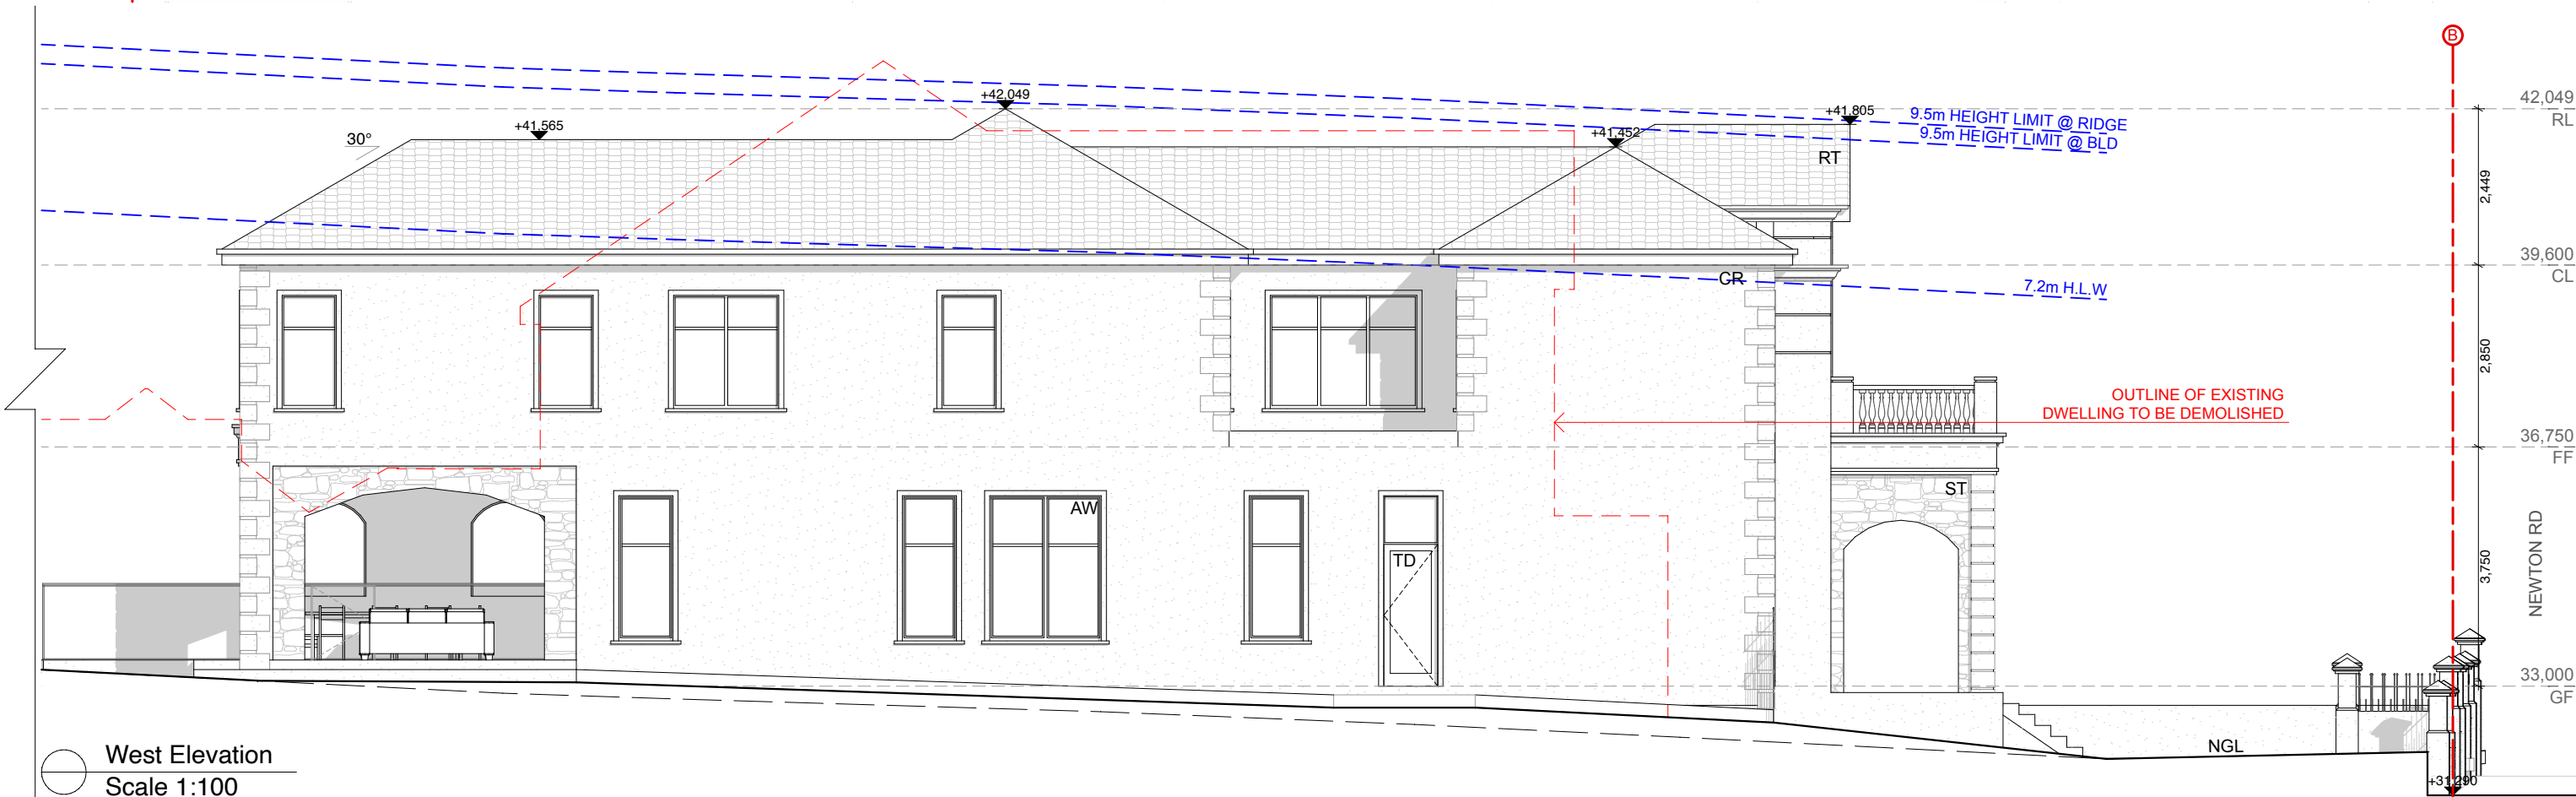 B
42,049
RL
+42,049
+41,805
9.5m HEIGHT LIMIT @ RIDGE
9.5m HEIGHT LIMIT @ BLD
+41,565
+41,452
30°
RT
2,449
39,600
CL
CR
7.2m H.L.W
2,850
OUTLINE OF EXISTING
DWELLING TO BE DEMOLISHED
36,750
FF
ST
AW
TD
3,750
NEWTON RD
33,000
GF
NGL
West Elevation
Scale 1:100
+31,290